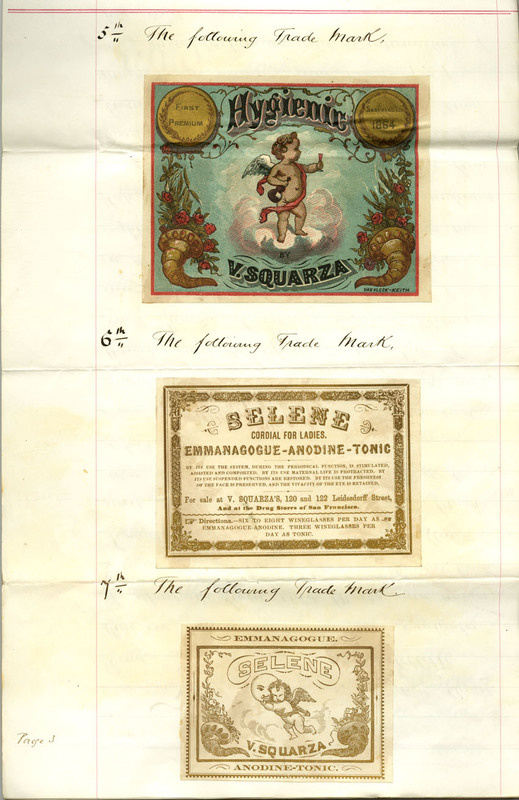 5th The following Trade Mark.
FIRST
PREMIUM
Hygienic
1864
BY
V. SQUARZA
VAN VLECK-KEITH
6th The following Trade Mark.
SELENE
CORDIAL FOR LADIES.
EMMANAGOGUE-ANODINE-TONIC
BY ITS USE THE SYSTEM, DURING THE PERIODICAL FUNCTION, IS STIMULATED,
ASSISTED AND COMFORTED. BY ITS USE MATERNAL LIFE IS PROTRACTED. BY
ITS USE SUSPENDED FUNCTIONS ARE RESTORED. BY ITS USE THE FRESHNESS
OF THE FACE IS PRESERVED, AND THE VIVACITY OF THE EYE IS RETAINED.
For sale at V. SQUARZA'S, 120 and 122 Leidesdorff Street,
And at the Drug Stores of San Francisco.
Directions.—SIX TO EIGHT WINEGLASSES PER DAY AS
EMMANAGOGUE-ANODINE. THREE WINEGLASSES PER
DAY AS TONIC.
7th The following Trade Mark.
EMMANAGOGUE.
SELENE
V. SQUARZA
ANODINE-TONIC.
Page 3